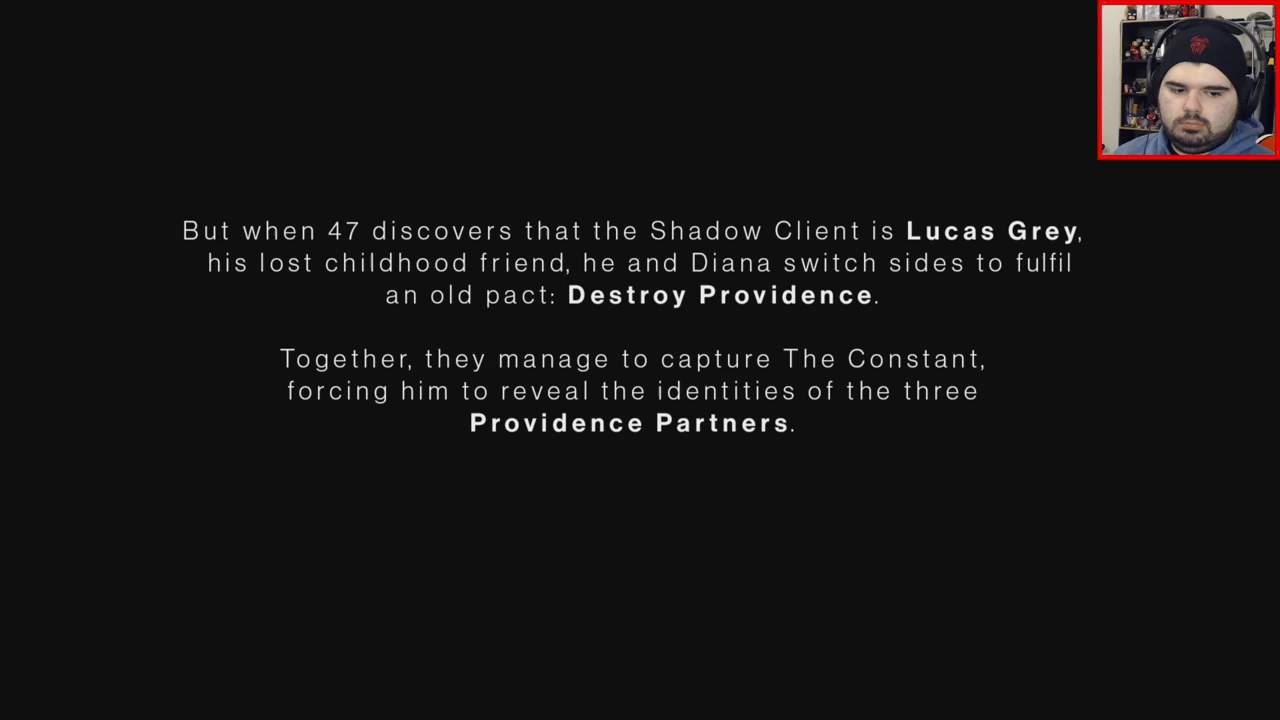 But when 47 discovers that the Shadow Client is Lucas Grey,
his lost childhood friend, he and Diana switch sides to fulfil
an old pact: Destroy Providence.
Together, they manage to capture The Constant,
forcing him to reveal the identities of the three
Providence Partners.